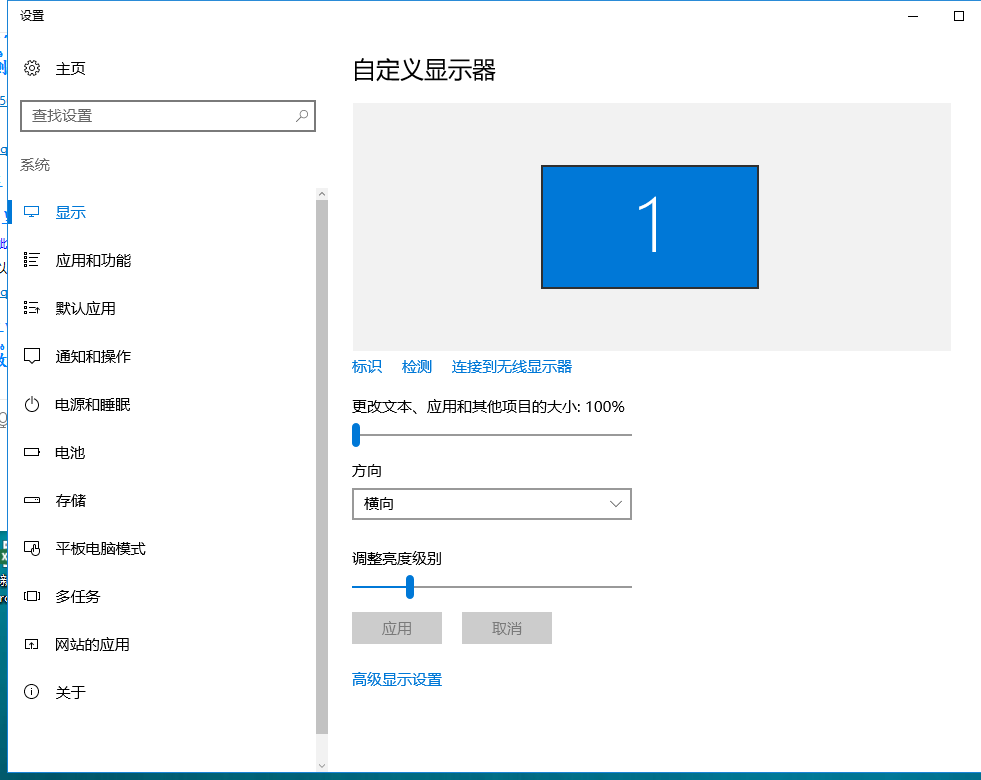 设置
主页
查找设置
系统
显示
应用和功能
默认应用
通知和操作
电源和睡眠
电池
存储
平板电脑模式
多任务
网站的应用
关于
自定义显示器
1
标识 检测 连接到无线显示器
更改文本、应用和其他项目的大小: 100%
方向
横向
调整亮度级别
应用 取消
高级显示设置